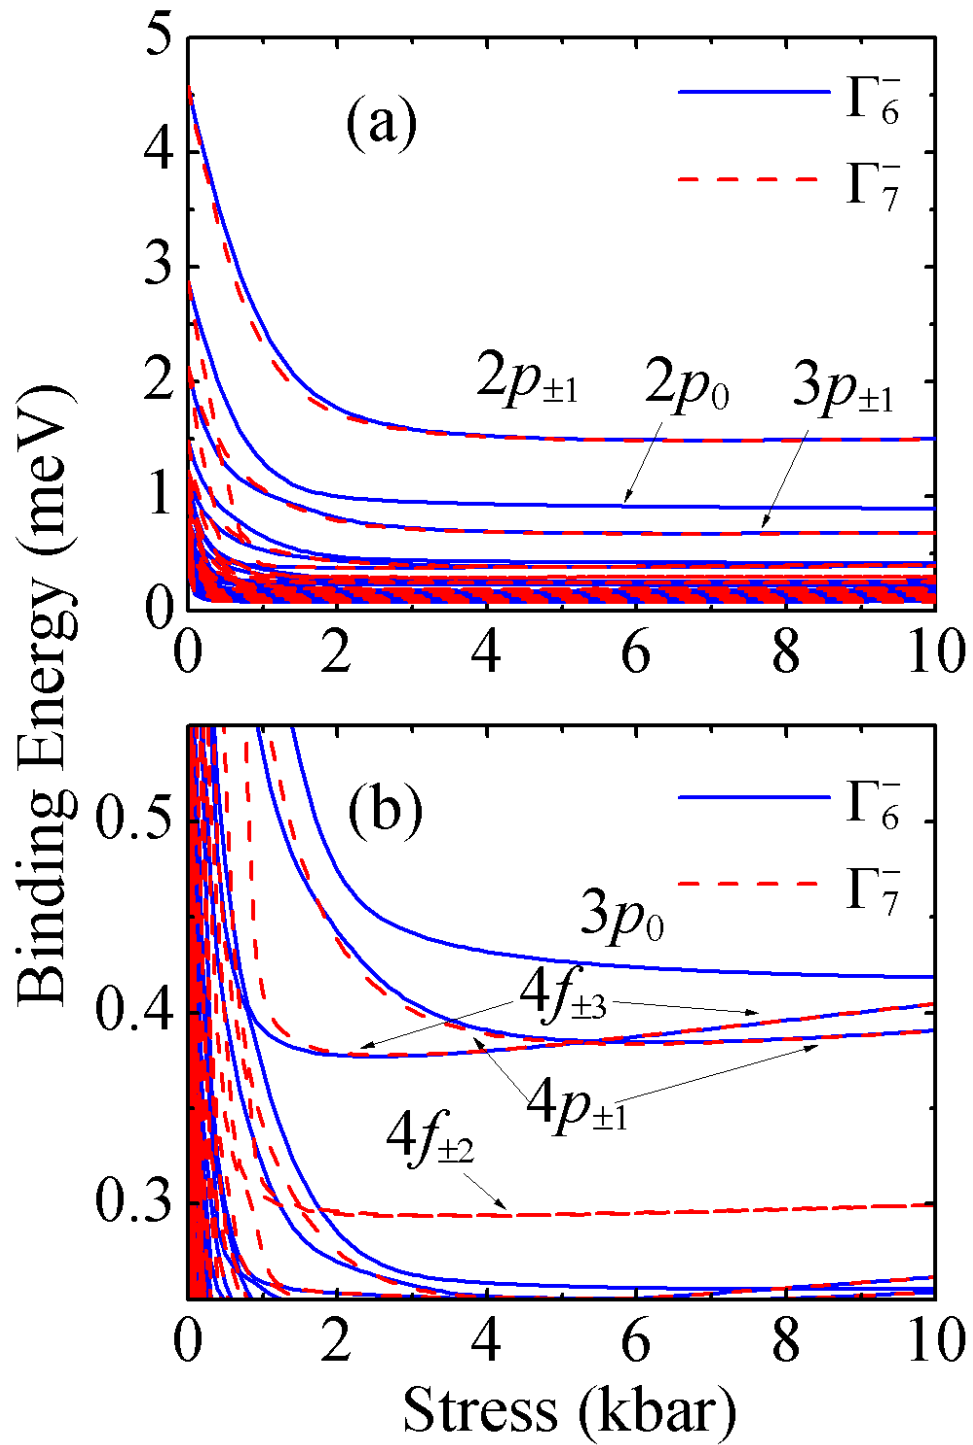 Binding Energy (meV)
5
4
3
2
1
0
(a)
Γ₆⁻
Γ₇⁻
2p±1
2p₀
3p±1
0 2 4 6 8 10
0.5
0.4
0.3
(b)
Γ₆⁻
Γ₇⁻
3p₀
4f±3
4p±1
4f±2
0 2 4 6 8 10
Stress (kbar)